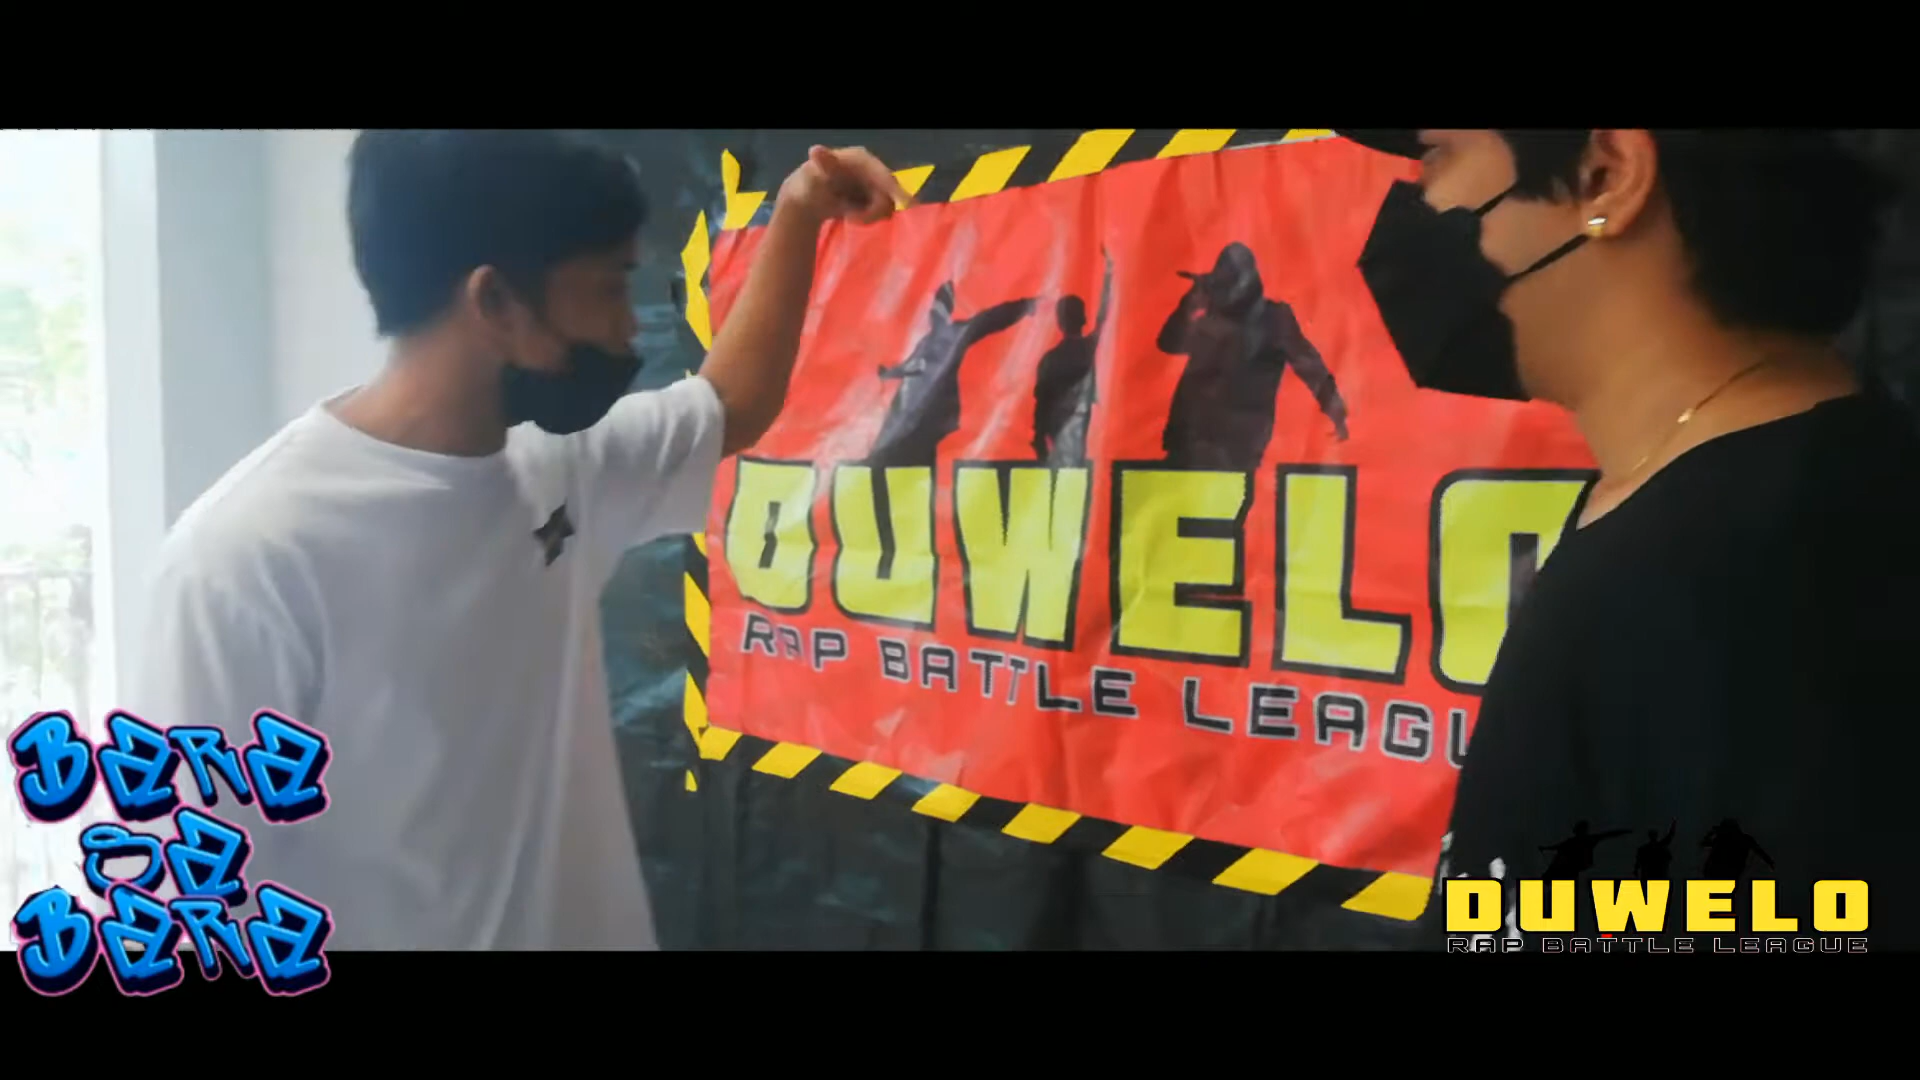 DUWELO
RAP BATTLE LEAGU
BARA
SA
BARA
DUWELO
RAP BATTLE LEAGUE